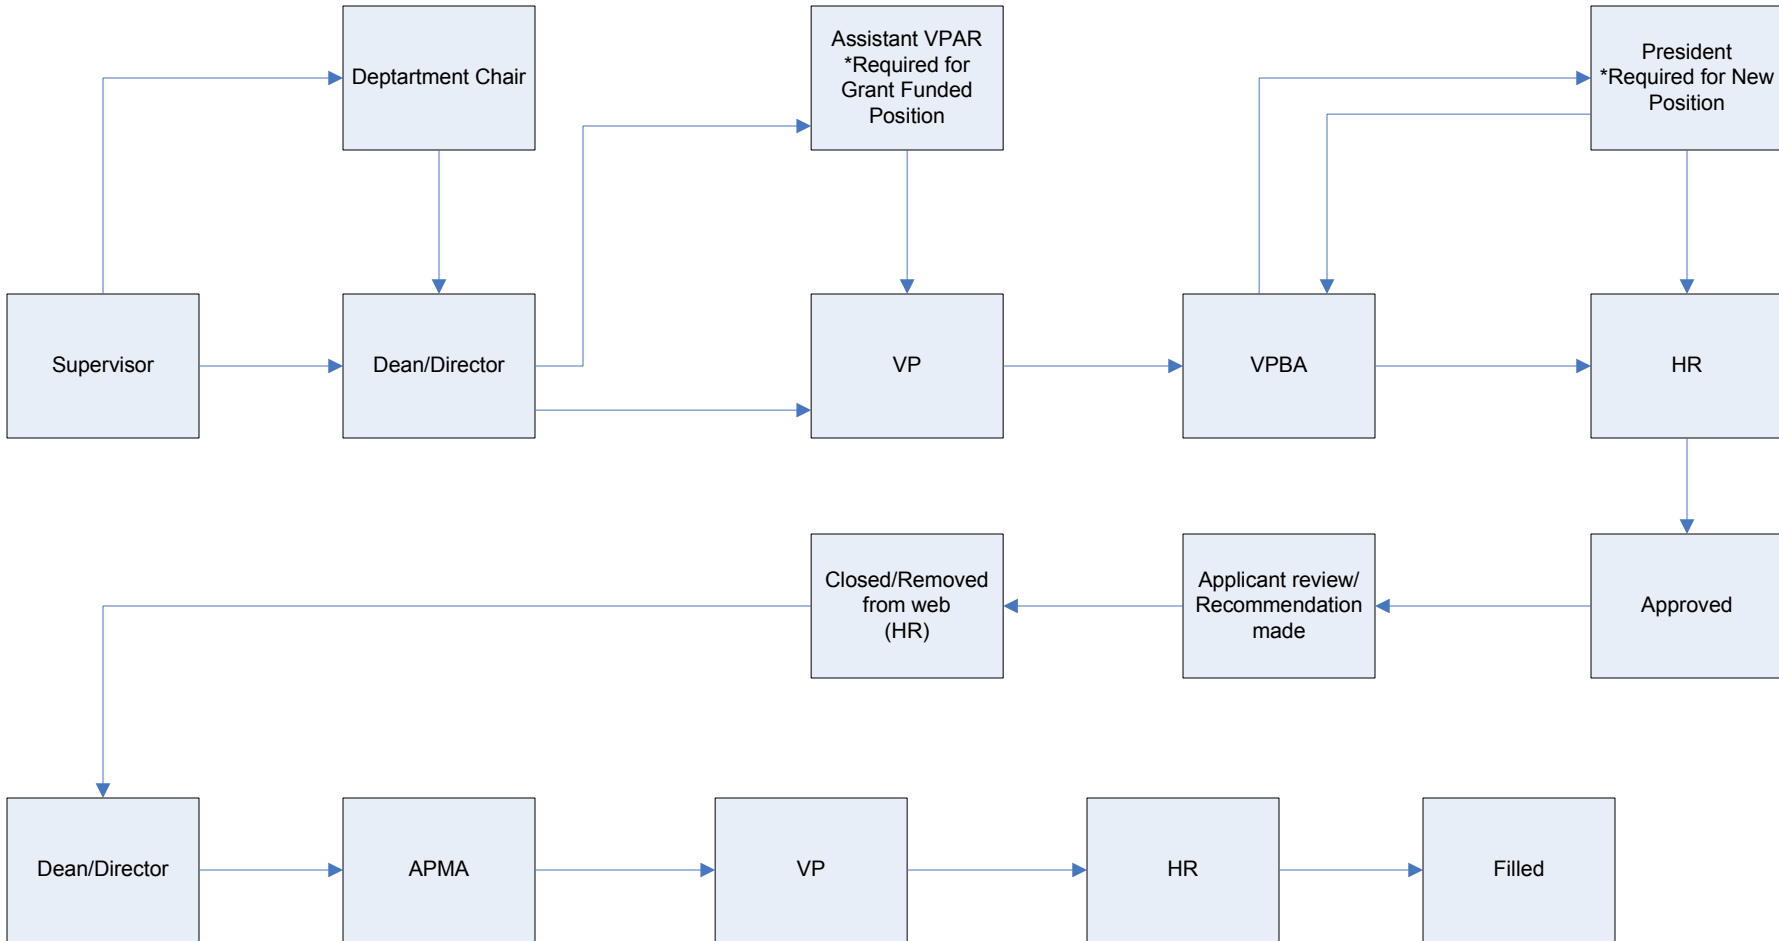 Deptartment Chair
Assistant VPAR
*Required for
Grant Funded
Position
President
*Required for New
Position
Supervisor
Dean/Director
VP
VPBA
HR
Closed/Removed
from web
(HR)
Applicant review/
Recommendation
made
Approved
Dean/Director
APMA
VP
HR
Filled